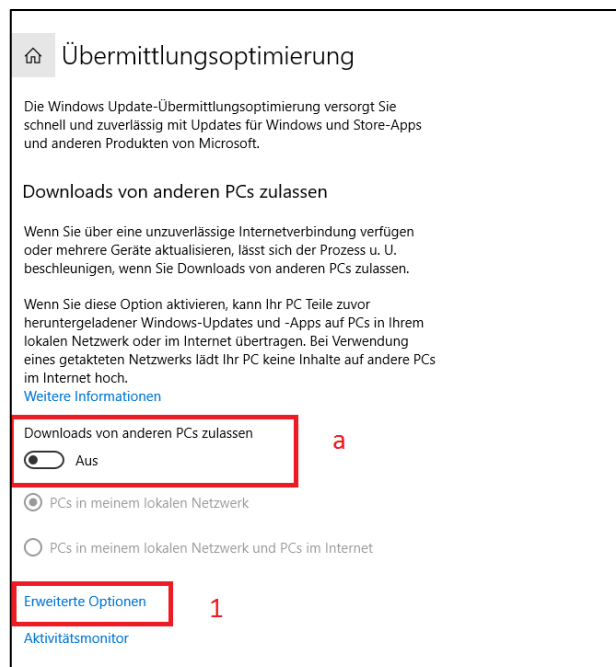 Übermittlungsoptimierung
Die Windows Update-Übermittlungsoptimierung versorgt Sie
schnell und zuverlässig mit Updates für Windows und Store-Apps
und anderen Produkten von Microsoft.
Downloads von anderen PCs zulassen
Wenn Sie über eine unzuverlässige Internetverbindung verfügen
oder mehrere Geräte aktualisieren, lässt sich der Prozess u. U.
beschleunigen, wenn Sie Downloads von anderen PCs zulassen.
Wenn Sie diese Option aktivieren, kann Ihr PC Teile zuvor
heruntergeladener Windows-Updates und -Apps auf PCs in Ihrem
lokalen Netzwerk oder im Internet übertragen. Bei Verwendung
eines getakteten Netzwerks lädt Ihr PC keine Inhalte auf andere PCs
im Internet hoch.
Weitere Informationen
Downloads von anderen PCs zulassen
a
Aus
PCs in meinem lokalen Netzwerk
PCs in meinem lokalen Netzwerk und PCs im Internet
Erweiterte Optionen
1
Aktivitätsmonitor